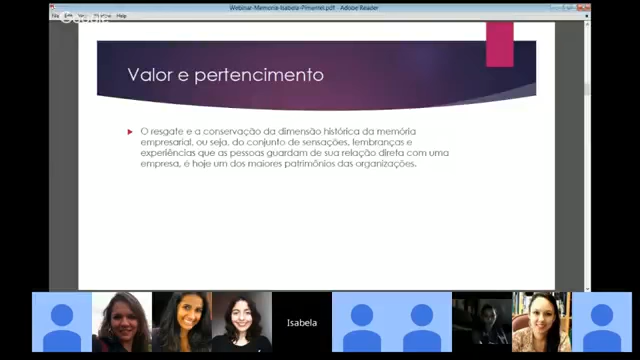 Webinar-Memoria-Isabela-Pimentel.pdf - Adobe Reader
Help
Valor e pertencimento
O resgate e a conservação da dimensão histórica da memória
empresarial, ou seja, do conjunto de sensações, lembranças e
experiências que as pessoas guardam de sua relação direta com uma
empresa, é hoje um dos maiores patrimônios das organizações.
Isabela